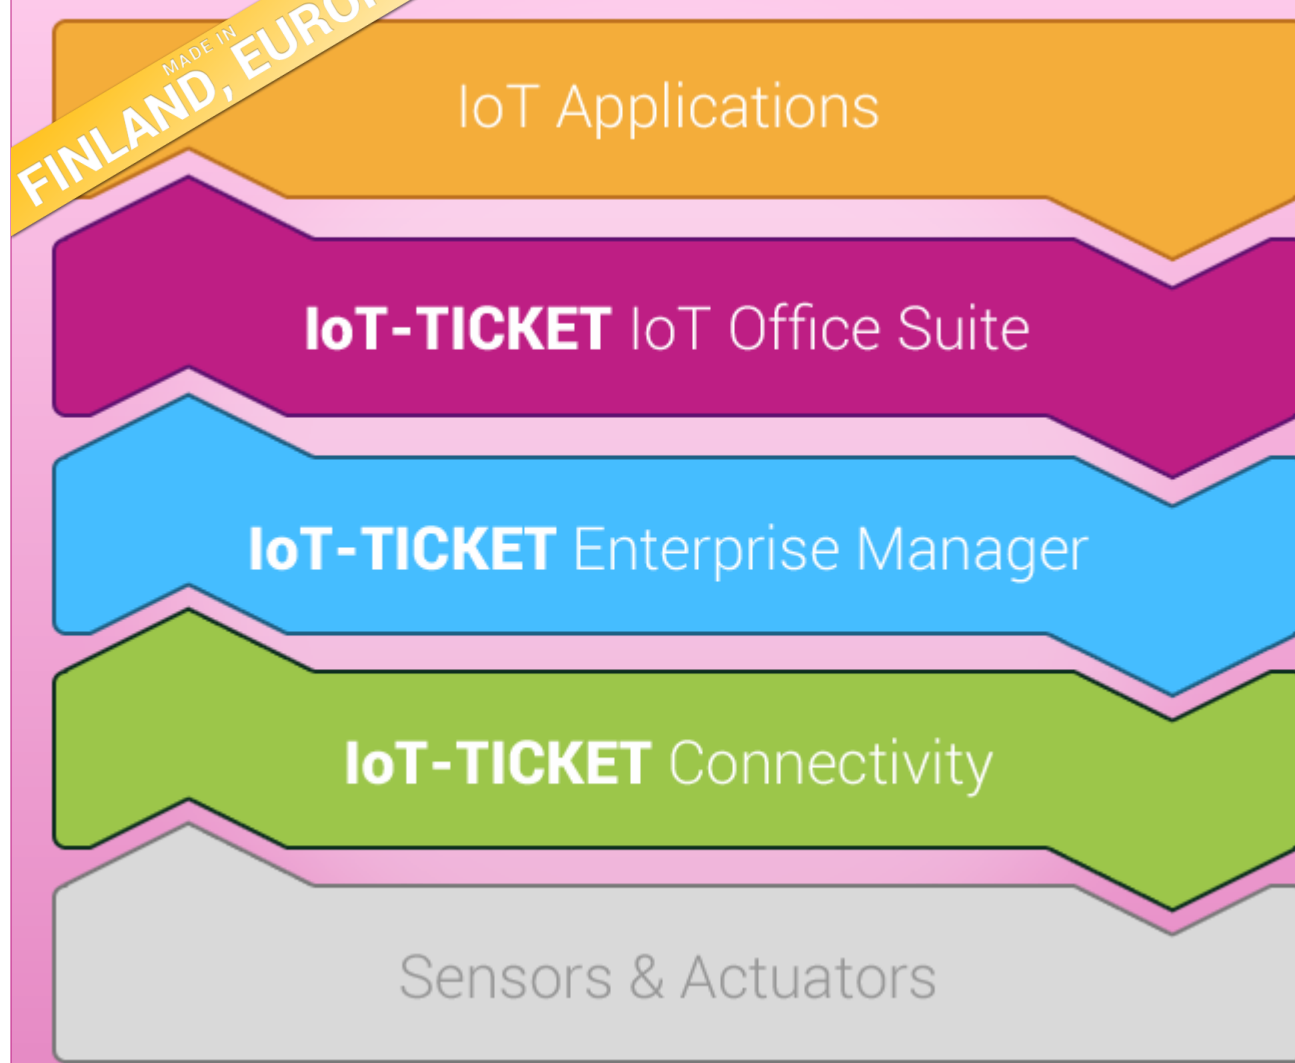 MADE IN
FINLAND,
IoT Applications
IoT-TICKET IoT Office Suite
IoT-TICKET Enterprise Manager
IoT-TICKET Connectivity
Sensors & Actuators